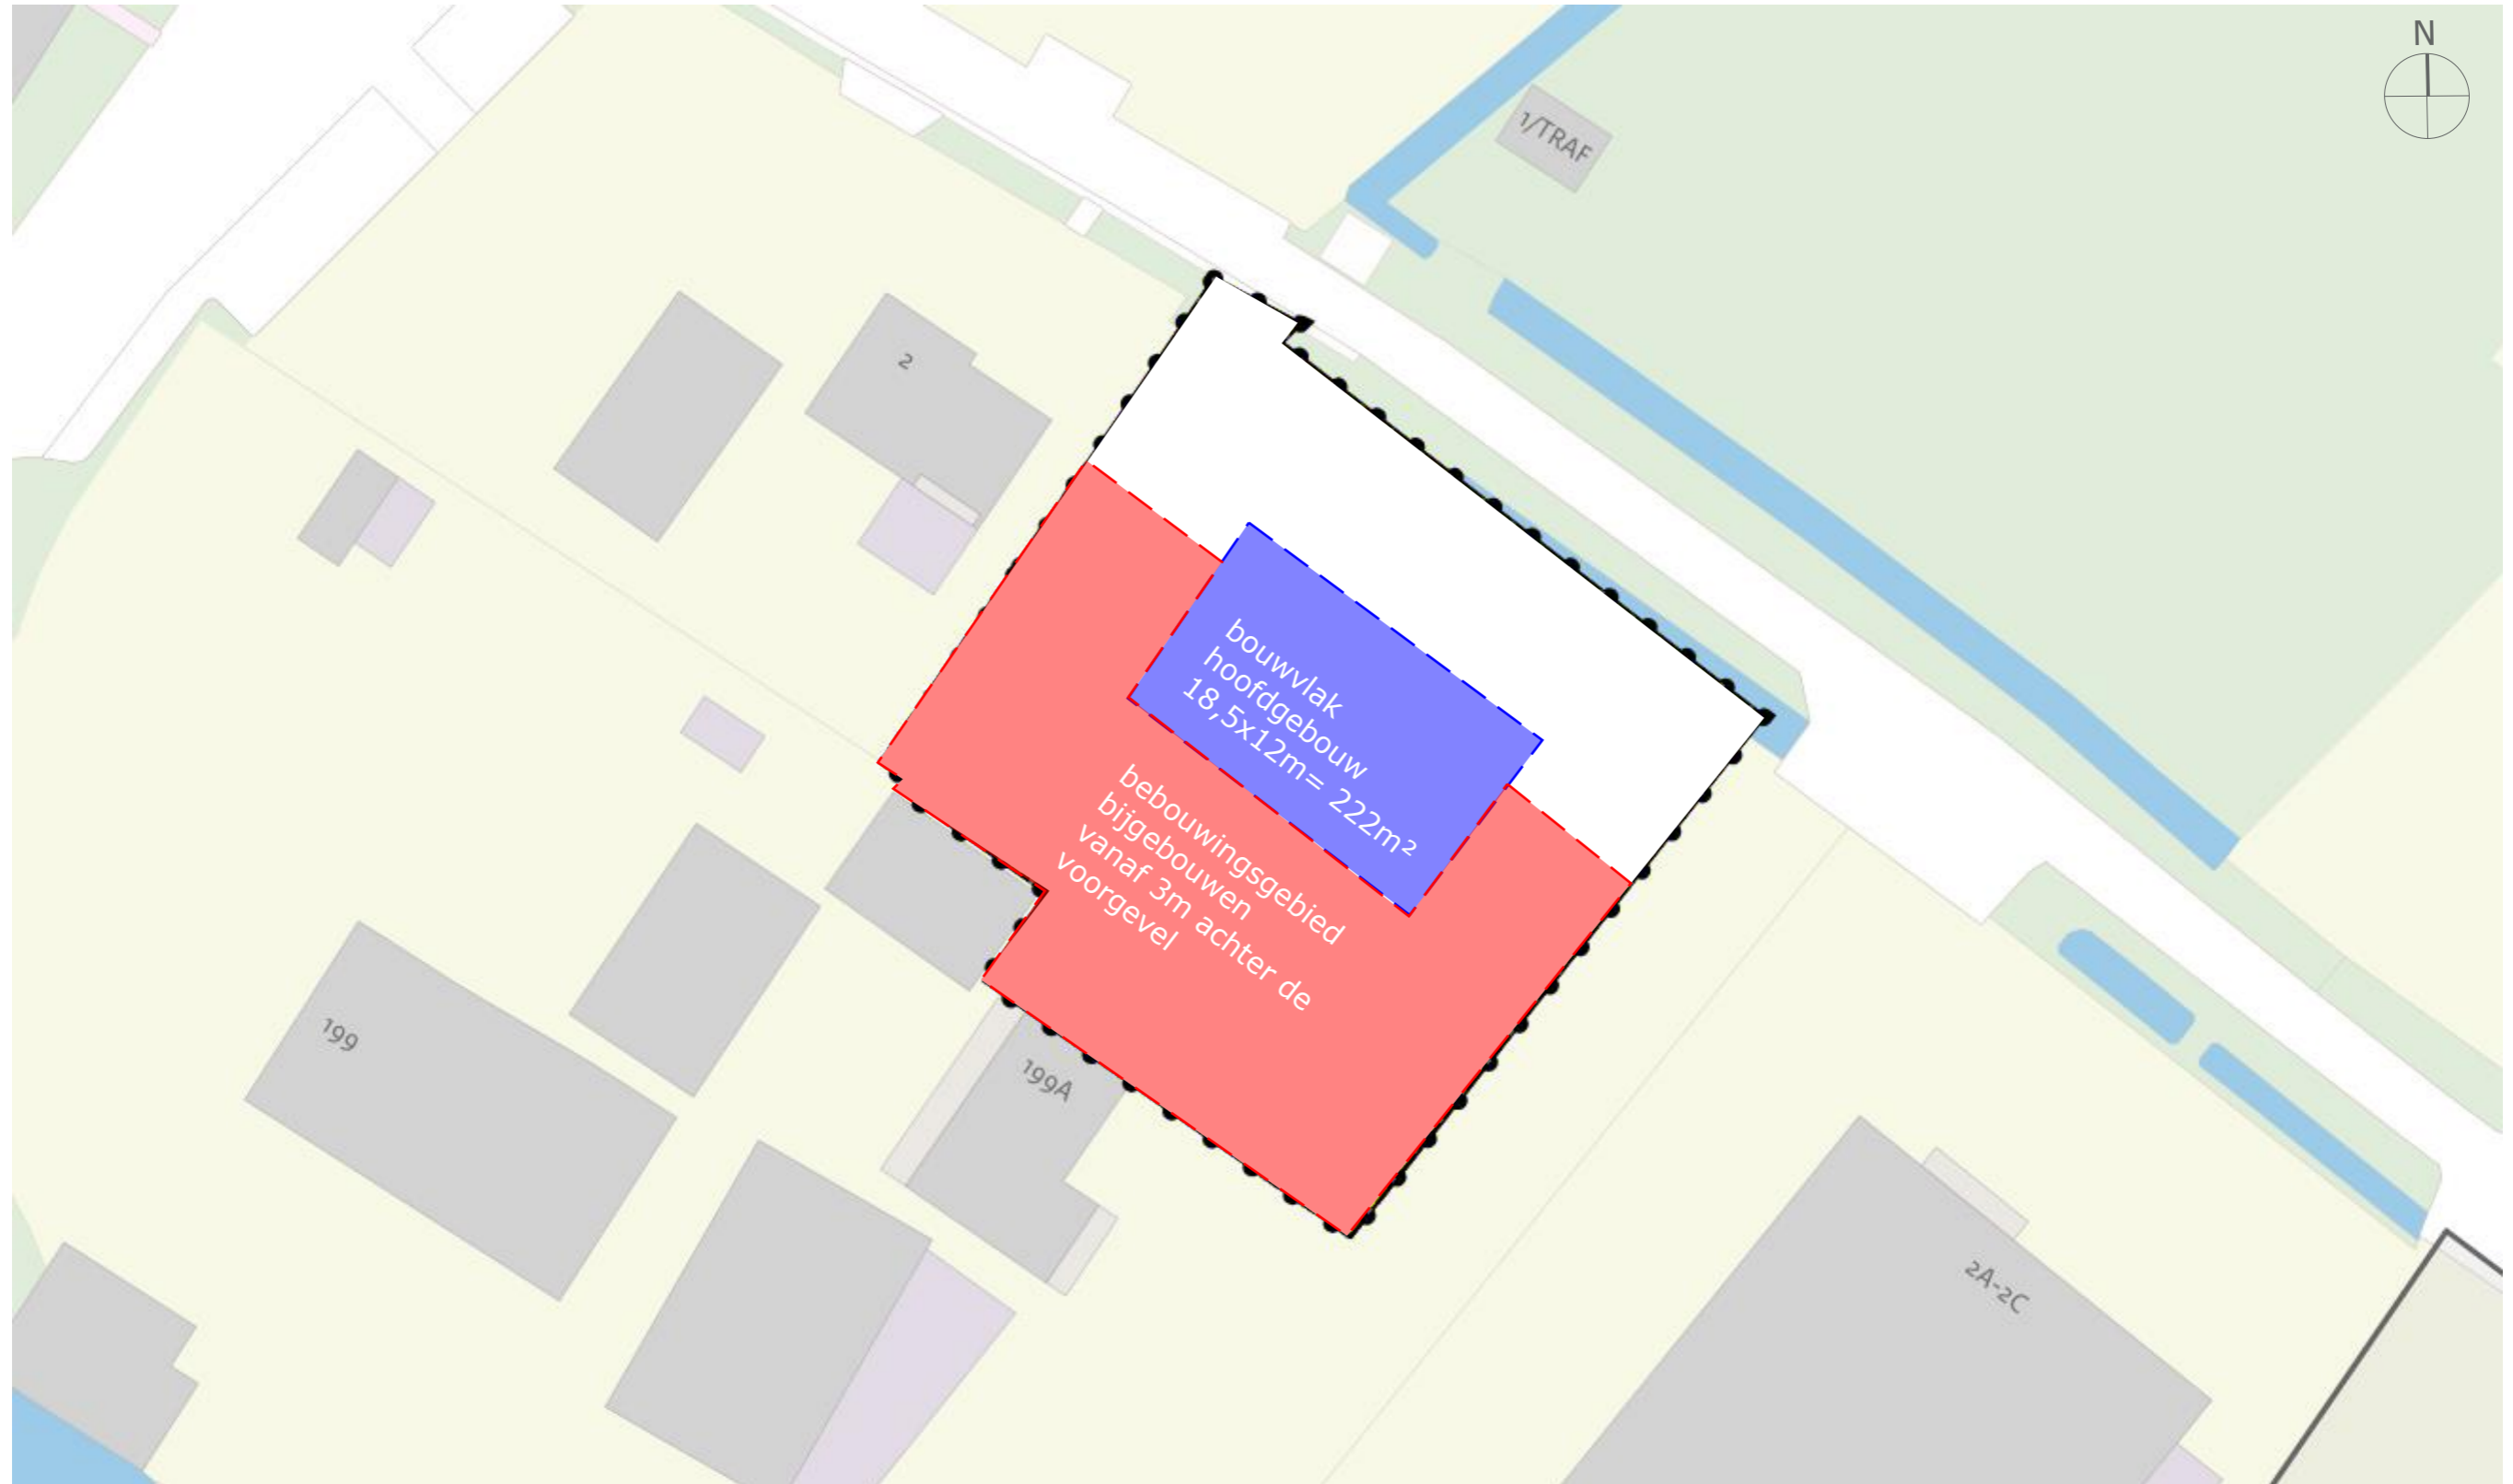 N
1/TRAF
2
bouwvlak
hoofdgebouw
18,5x12m= 222m²
bebouwingsgebied
bijgebouwen
vanaf 3m achter de
voorgevel
199
199A
2A-2C